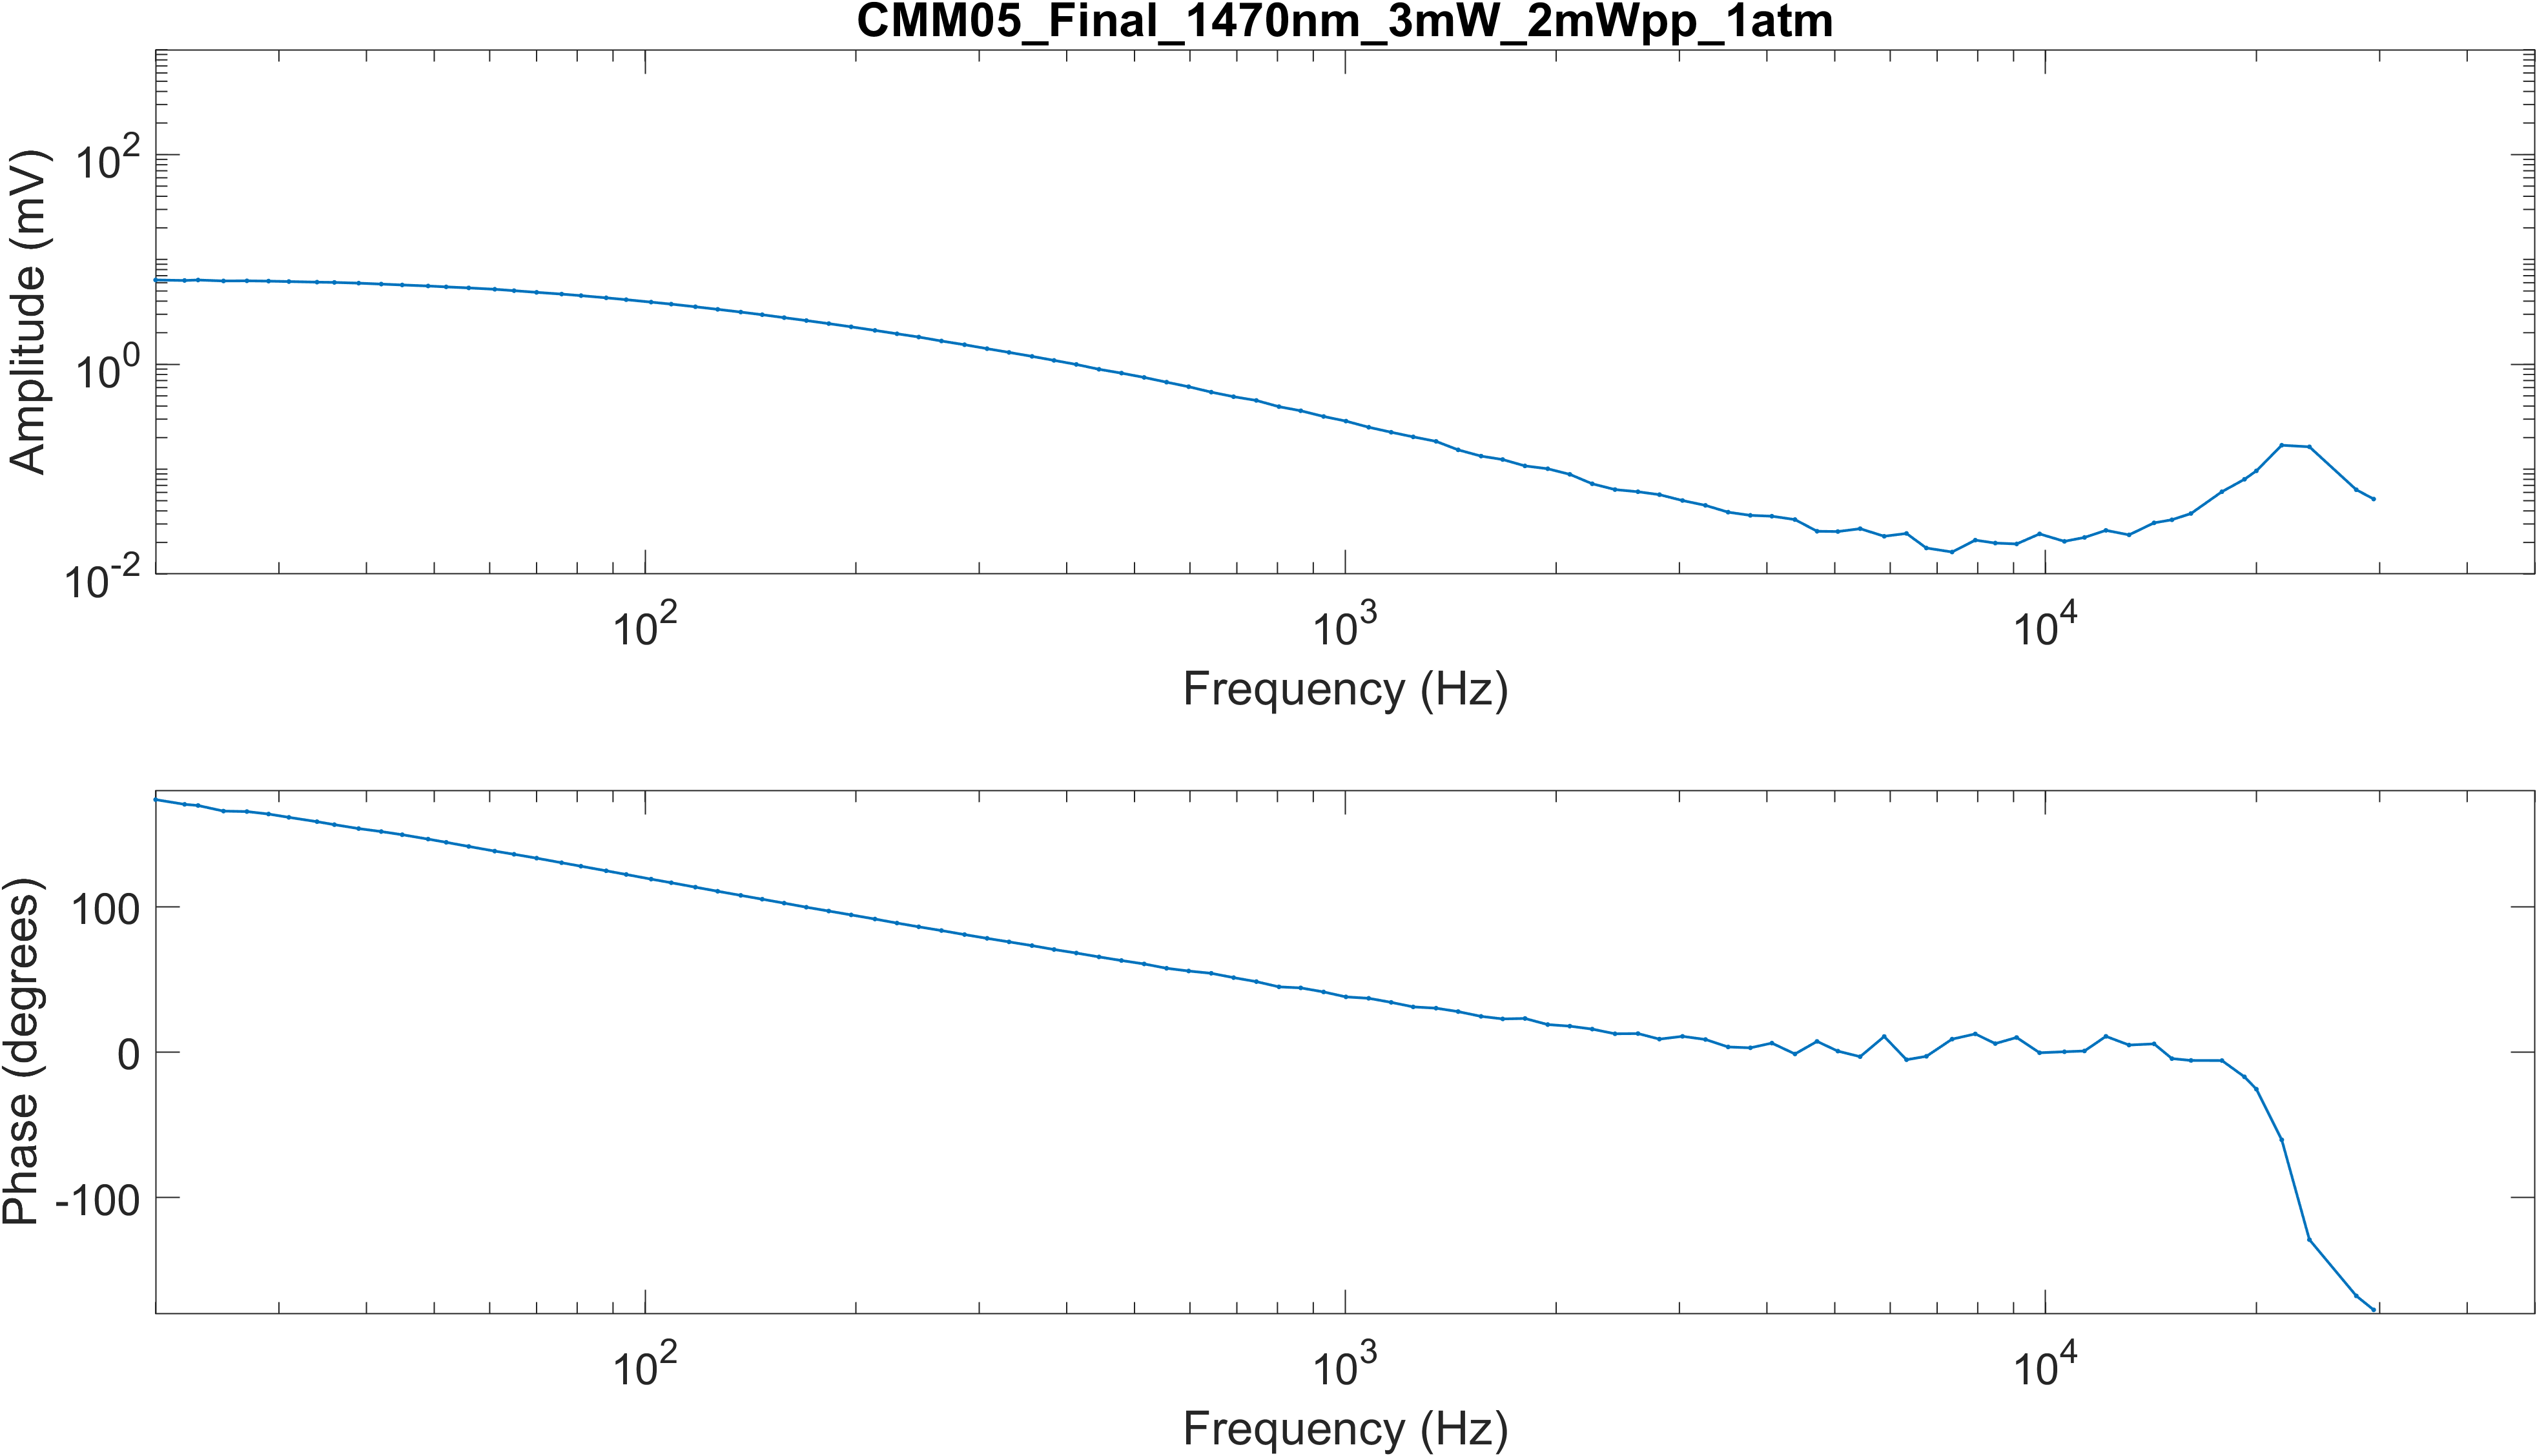 CMM05_Final_1470nm_3mW_2mWpp_1atm
Amplitude (mV)
10^2
10^0
10^-2
10^2
10^3
10^4
Frequency (Hz)
Phase (degrees)
100
0
-100
10^2
10^3
10^4
Frequency (Hz)